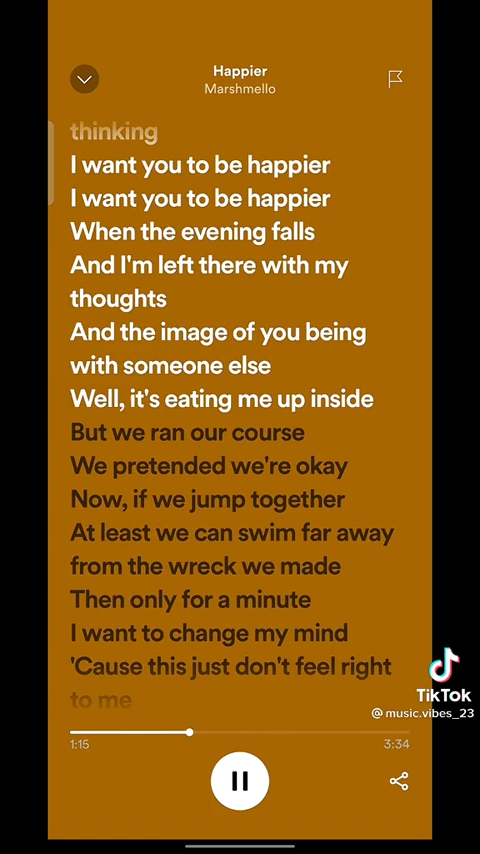 Happier
Marshmello
thinking
I want you to be happier
I want you to be happier
When the evening falls
And I'm left there with my
thoughts
And the image of you being
with someone else
Well, it's eating me up inside
But we ran our course
We pretended we're okay
Now, if we jump together
At least we can swim far away
from the wreck we made
Then only for a minute
I want to change my mind
'Cause this just don't feel right
to me
TikTok
@music.vibes_23
1:15
3:34